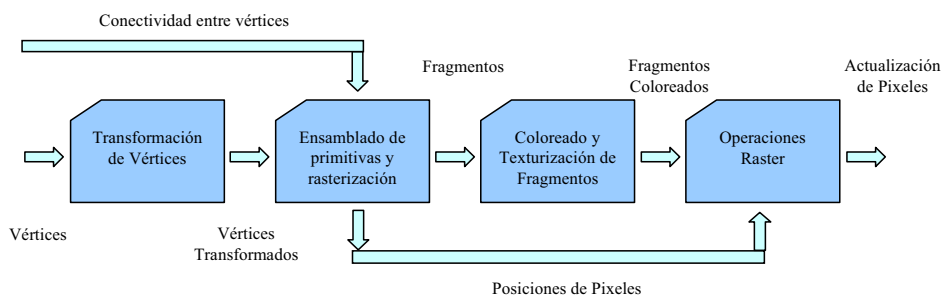 Conectividad entre vértices
Fragmentos
Fragmentos
Coloreados
Actualización
de Pixeles
Transformación
de Vértices
Ensamblado de
primitivas y
rasterización
Coloreado y
Texturización de
Fragmentos
Operaciones
Raster
Vértices
Vértices
Transformados
Posiciones de Pixeles